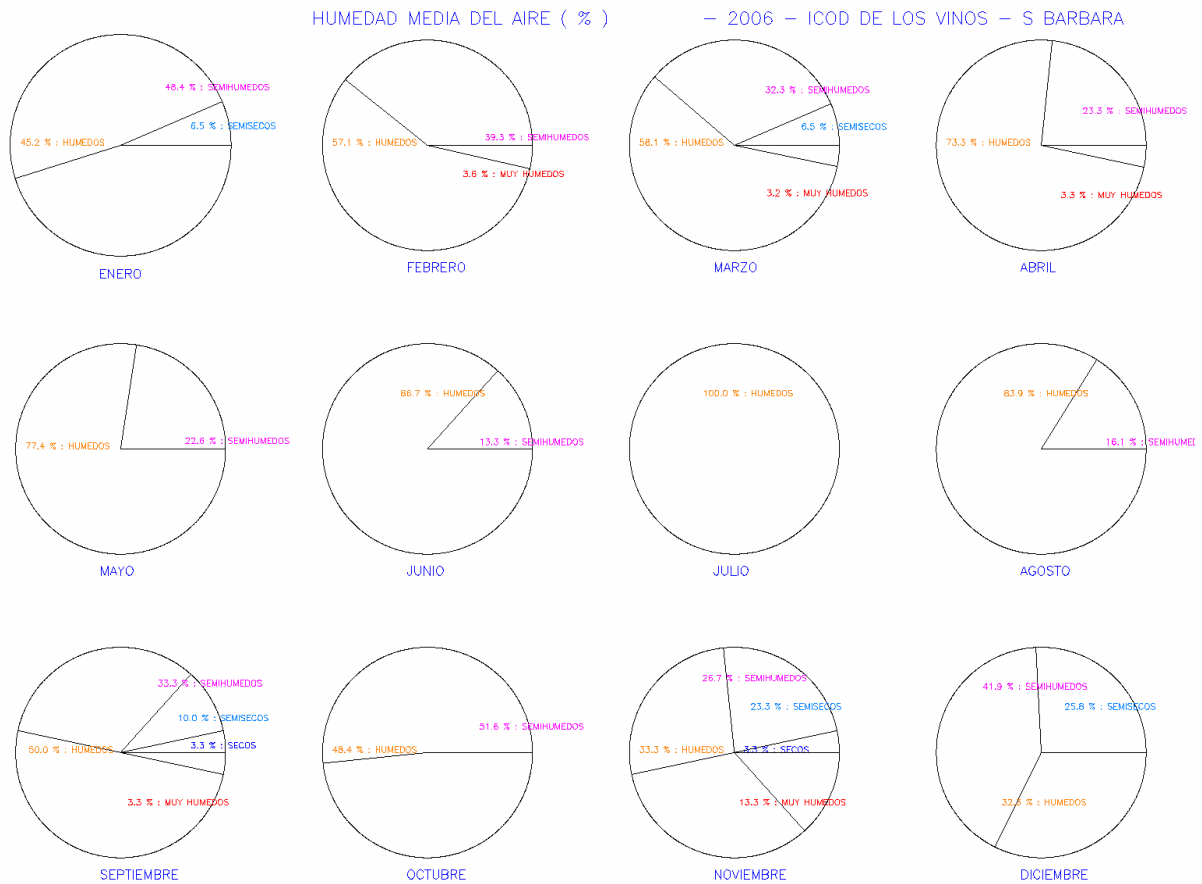 HUMEDAD MEDIA DEL AIRE ( % ) – 2006 – ICOD DE LOS VINOS – S BARBARA
48.4 % : SEMIHUMEDOS
6.5 % : SEMISECOS
45.2 % : HUMEDOS
ENERO
57.1 % : HUMEDOS
39.3 % : SEMIHUMEDOS
3.6 % : MUY HUMEDOS
FEBRERO
32.3 % : SEMIHUMEDOS
6.5 % : SEMISECOS
58.1 % : HUMEDOS
3.2 % : MUY HUMEDOS
MARZO
23.3 % : SEMIHUMEDOS
73.3 % : HUMEDOS
3.3 % : MUY HUMEDOS
ABRIL
77.4 % : HUMEDOS
22.6 % : SEMIHUMEDOS
MAYO
86.7 % : HUMEDOS
13.3 % : SEMIHUMEDOS
JUNIO
100.0 % : HUMEDOS
JULIO
83.9 % : HUMEDOS
16.1 % : SEMIHUMED
AGOSTO
33.3 % : SEMIHUMEDOS
10.0 % : SEMISECOS
50.0 % : HUMEDOS
3.3 % : SECOS
3.3 % : MUY HUMEDOS
SEPTIEMBRE
51.6 % : SEMIHUMEDOS
48.4 % : HUMEDOS
OCTUBRE
26.7 % : SEMIHUMEDOS
23.3 % : SEMISECOS
33.3 % : HUMEDOS
3.3 % : SECOS
13.3 % : MUY HUMEDOS
NOVIEMBRE
41.9 % : SEMIHUMEDOS
25.8 % : SEMISECOS
32.3 % : HUMEDOS
DICIEMBRE